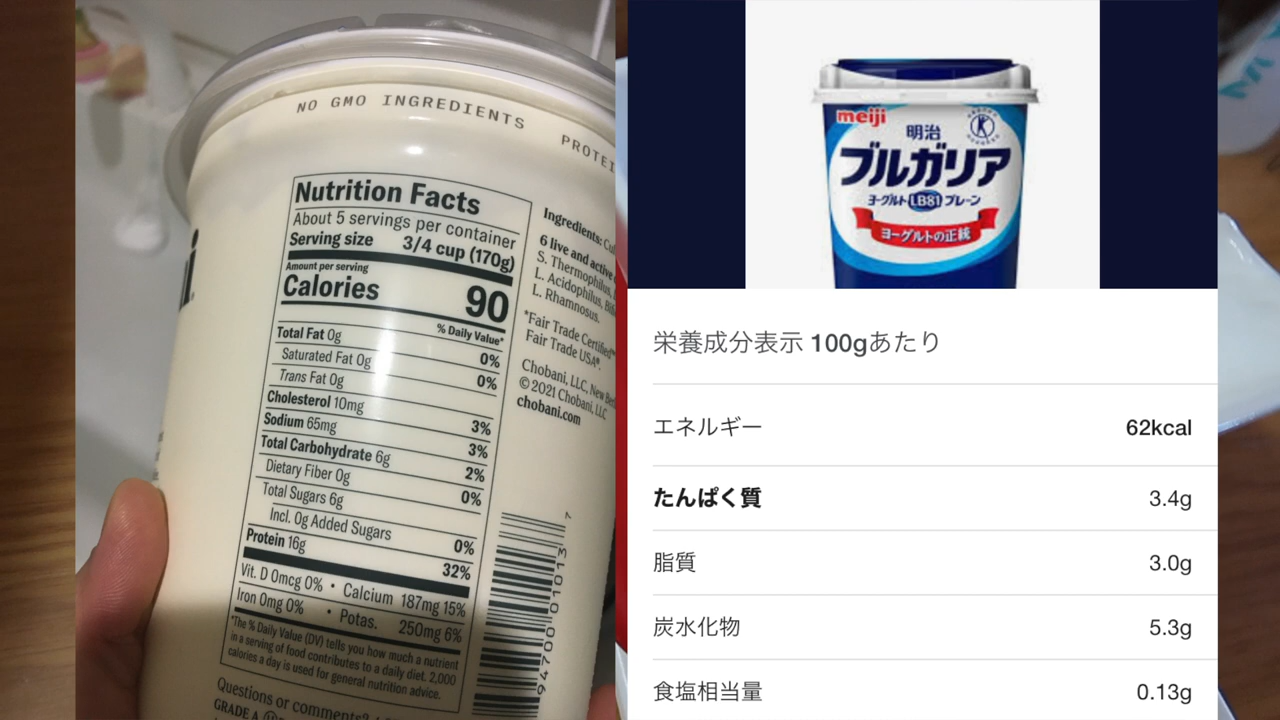 NO GMO INGREDIENTS
Nutrition Facts
About 5 servings per container
Serving size 3/4 cup (170g)
Amount per serving
Calories 90
% Daily Value*
Total Fat 0g 0%
Saturated Fat 0g 0%
Trans Fat 0g
Cholesterol 10mg 3%
Sodium 65mg 3%
Total Carbohydrate 6g 2%
Dietary Fiber 0g 0%
Total Sugars 6g
Incl. 0g Added Sugars 0%
Protein 16g 32%
Vit. D 0mcg 0% • Calcium 187mg 15%
Iron 0mg 0% • Potas. 250mg 6%
*The % Daily Value (DV) tells you how much a nutrient
in a serving of food contributes to a daily diet. 2,000
calories a day is used for general nutrition advice.
Questions or comments?
GRADE A
Ingredients:
6 live and active
S. Thermophilus,
L. Acidophilus,
L. Rhamnosus.
*Fair Trade Certified
Fair Trade USA®.
Chobani, LLC, New
© 2021 Chobani, LLC
chobani.com
94700 01013 7
meiji
明治
ブルガリア
ヨーグルト LB81 プレーン
ヨーグルトの正統
栄養成分表示 100gあたり
エネルギー 62kcal
たんぱく質 3.4g
脂質 3.0g
炭水化物 5.3g
食塩相当量 0.13g